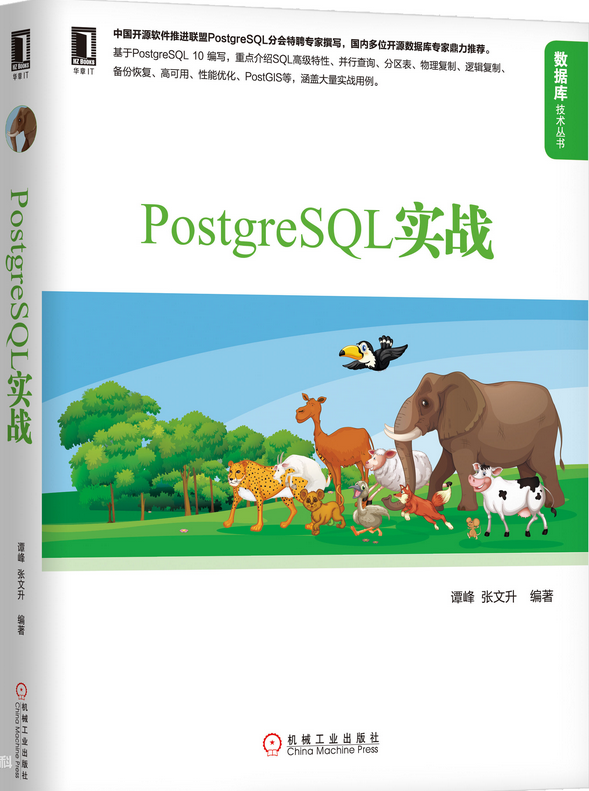 HZ BOOKS
华章IT
PostgreSQL实战
谭峰 张文升 编著
机械工业出版社
China Machine Press
科
HZ BOOKS
华章IT
中国开源软件推进联盟PostgreSQL分会特聘专家撰写，国内多位开源数据库专家鼎力推荐。
基于PostgreSQL 10 编写，重点介绍SQL高级特性、并行查询、分区表、物理复制、逻辑复制、
备份恢复、高可用、性能优化、PostGIS等，涵盖大量实战用例。
数据库
技术丛书
PostgreSQL实战
谭峰 张文升 编著
机械工业出版社
China Machine Press